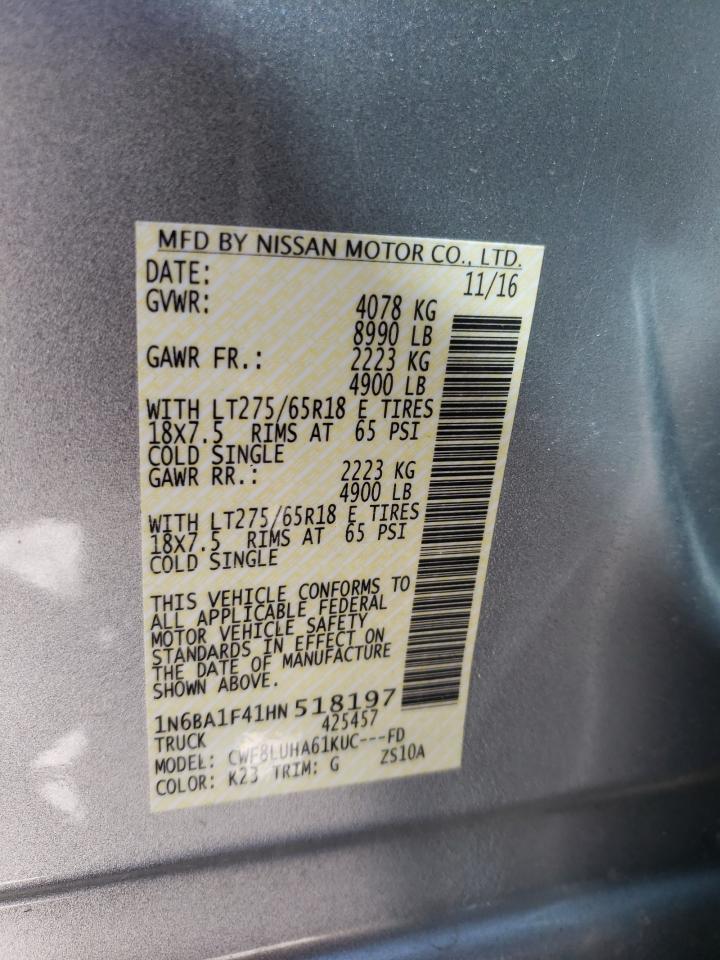 MFD BY NISSAN MOTOR CO., LTD.
DATE: 11/16
GVWR: 4078 KG
8990 LB
GAWR FR.: 2223 KG
4900 LB
WITH LT275/65R18 E TIRES
18X7.5 RIMS AT 65 PSI
COLD SINGLE
GAWR RR.: 2223 KG
4900 LB
WITH LT275/65R18 E TIRES
18X7.5 RIMS AT 65 PSI
COLD SINGLE
THIS VEHICLE CONFORMS TO
ALL APPLICABLE FEDERAL
MOTOR VEHICLE SAFETY
STANDARDS IN EFFECT ON
THE DATE OF MANUFACTURE
SHOWN ABOVE.
1N6BA1F41HN518197
TRUCK 425457
MODEL: CWF8LUHA61KUC---FD
COLOR: K23 TRIM: G ZS10A